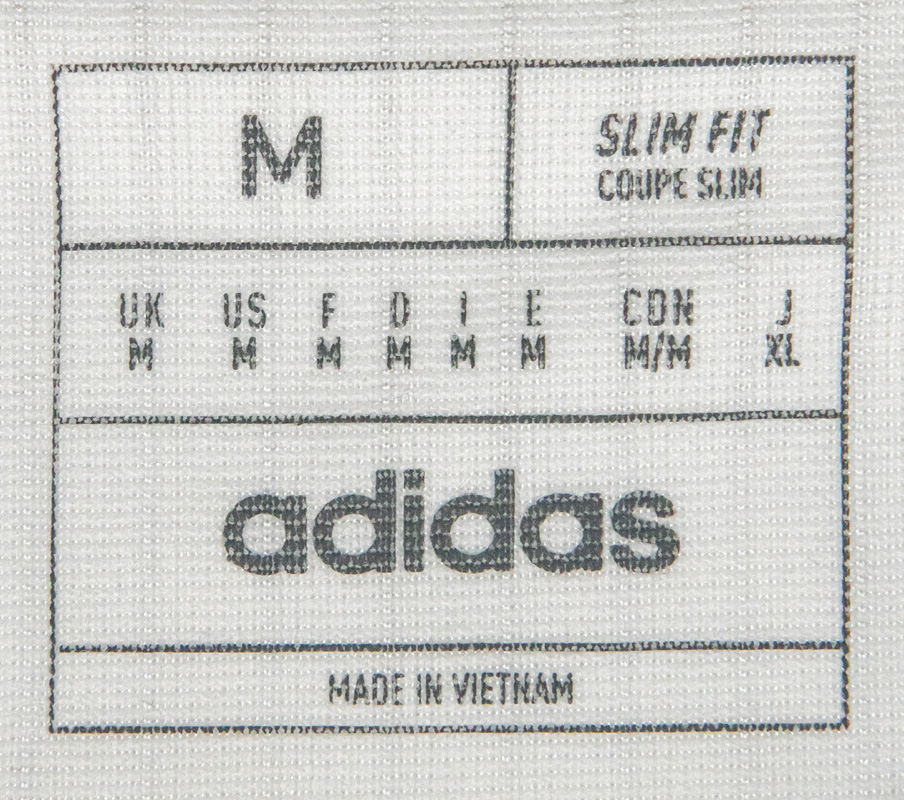 M
SLIM FIT
COUPE SLIM
UK US F D I E CDN J
M M M M M M M/M XL
adidas
MADE IN VIETNAM